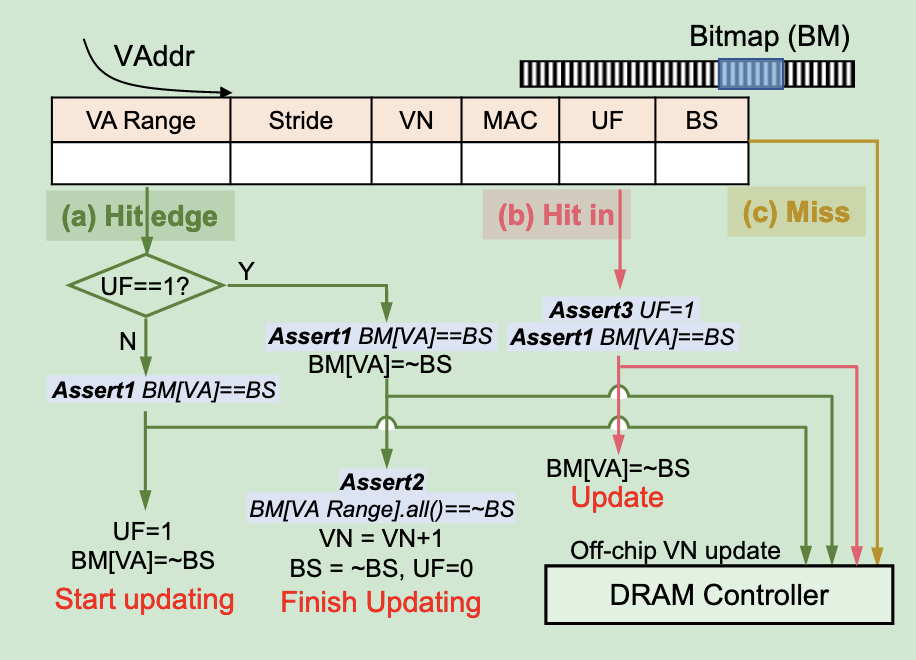 VAddr
Bitmap (BM)
VA Range Stride VN MAC UF BS
(a) Hit edge
(b) Hit in
(c) Miss
UF==1?
Y
N
Assert1 BM[VA]==BS
BM[VA]=~BS
Assert3 UF=1
Assert1 BM[VA]==BS
Assert1 BM[VA]==BS
UF=1
BM[VA]=~BS
Start updating
Assert2
BM[VA Range].all()==~BS
VN = VN+1
BS = ~BS, UF=0
Finish Updating
BM[VA]=~BS
Update
Off-chip VN update
DRAM Controller